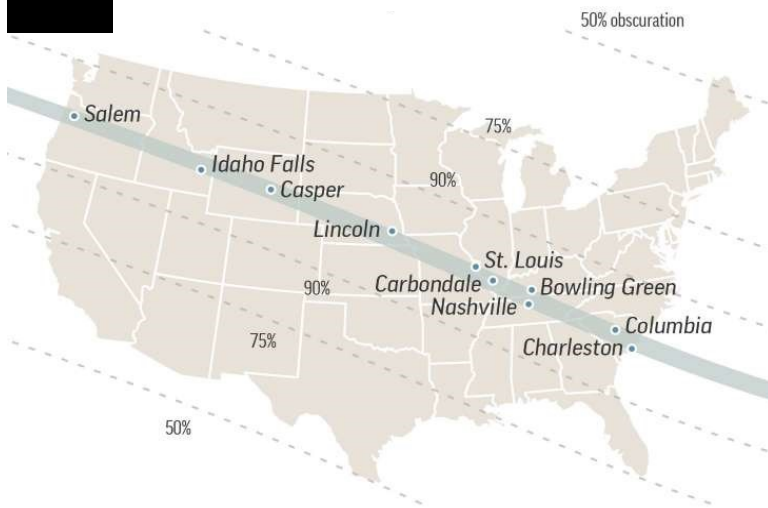 50% obscuration
Salem
75%
Idaho Falls
90%
Casper
Lincoln
St. Louis
Carbondale
90%
Bowling Green
Nashville
Columbia
75%
Charleston
50%